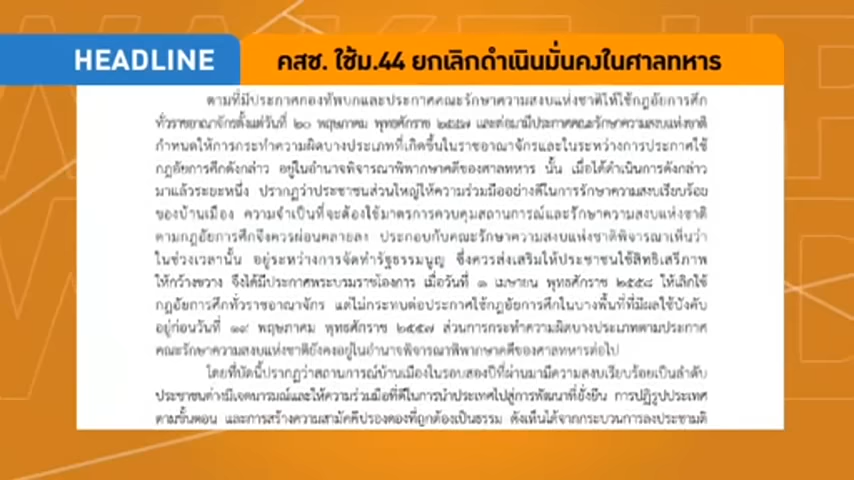 HEADLINE
คสช. ใช้ม.44 ยกเลิกดำเนินมั่นคงในศาลทหาร
ตามที่มีประกาศกองทัพบกและประกาศคณะรักษาความสงบแห่งชาติให้ใช้กฎอัยการศึก
ทั่วราชอาณาจักรตั้งแต่วันที่ ๒๐ พฤษภาคม พุทธศักราช ๒๕๕๗ และต่อมามีประกาศคณะรักษาความสงบแห่งชาติ
กำหนดให้การกระทำความผิดบางประเภทที่เกิดขึ้นในราชอาณาจักรและในระหว่างการประกาศใช้
กฎอัยการศึกดังกล่าว อยู่ในอำนาจพิจารณาพิพากษาคดีของศาลทหาร นั้น เมื่อได้ดำเนินการดังกล่าว
มาแล้วระยะหนึ่ง ปรากฏว่าประชาชนส่วนใหญ่ให้ความร่วมมืออย่างดีในการรักษาความสงบเรียบร้อย
ของบ้านเมือง ความจำเป็นที่จะต้องใช้มาตรการควบคุมสถานการณ์และรักษาความสงบแห่งชาติ
ตามกฎอัยการศึกจึงควรผ่อนคลายลง ประกอบกับคณะรักษาความสงบแห่งชาติพิจารณาเห็นว่า
ในช่วงเวลานั้น อยู่ระหว่างการจัดทำรัฐธรรมนูญ ซึ่งควรส่งเสริมให้ประชาชนใช้สิทธิเสรีภาพ
ให้กว้างขวาง จึงได้มีประกาศพระบรมราชโองการ เมื่อวันที่ ๑ เมษายน พุทธศักราช ๒๕๕๘ ให้เลิกใช้
กฎอัยการศึกทั่วราชอาณาจักร แต่ไม่กระทบต่อประกาศใช้กฎอัยการศึกในบางพื้นที่ที่มีผลใช้บังคับ
อยู่ก่อนวันที่ ๑๙ พฤษภาคม พุทธศักราช ๒๕๕๗ ส่วนการกระทำความผิดบางประเภทตามประกาศ
คณะรักษาความสงบแห่งชาติยังคงอยู่ในอำนาจพิจารณาพิพากษาคดีของศาลทหารต่อไป
โดยที่บัดนี้ปรากฏว่าสถานการณ์บ้านเมืองในรอบสองปีที่ผ่านมามีความสงบเรียบร้อยเป็นลำดับ
ประชาชนต่างมีเจตนารมณ์และให้ความร่วมมือที่ดีในการนำประเทศไปสู่การพัฒนาที่ยั่งยืน การปฏิรูปประเทศ
ตามขั้นตอน และการสร้างความสามัคคีปรองดองที่ถูกต้องเป็นธรรม ดังเห็นได้จากกระบวนการลงประชามติ